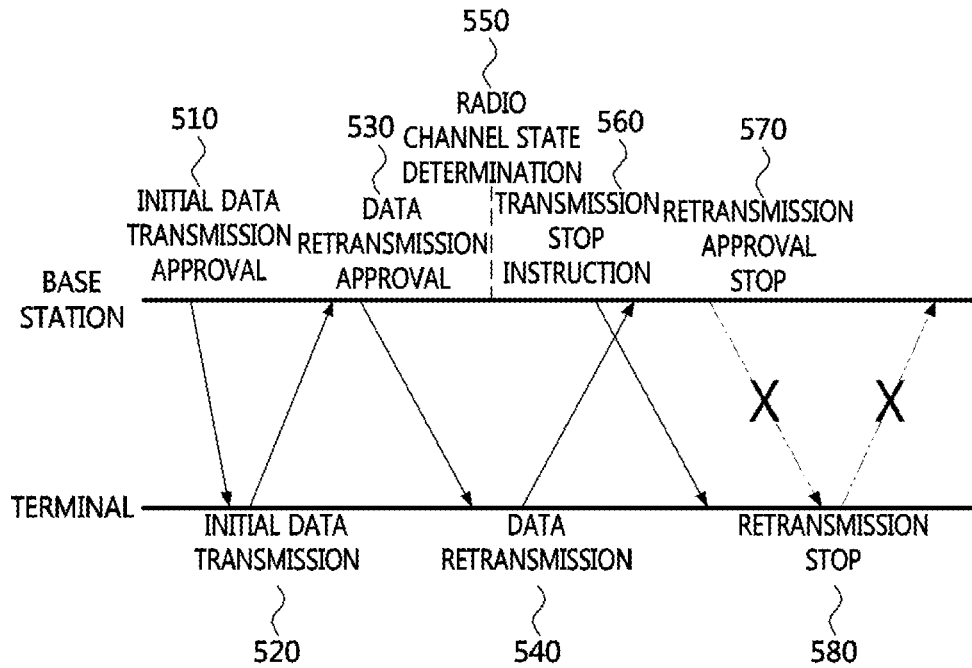 550
RADIO
CHANNEL STATE
DETERMINATION
510
INITIAL DATA
TRANSMISSION
APPROVAL
530
DATA
RETRANSMISSION
APPROVAL
560
TRANSMISSION
STOP
INSTRUCTION
570
RETRANSMISSION
APPROVAL
STOP
BASE
STATION
X
X
TERMINAL
INITIAL DATA
TRANSMISSION
520
DATA
RETRANSMISSION
540
RETRANSMISSION
STOP
580